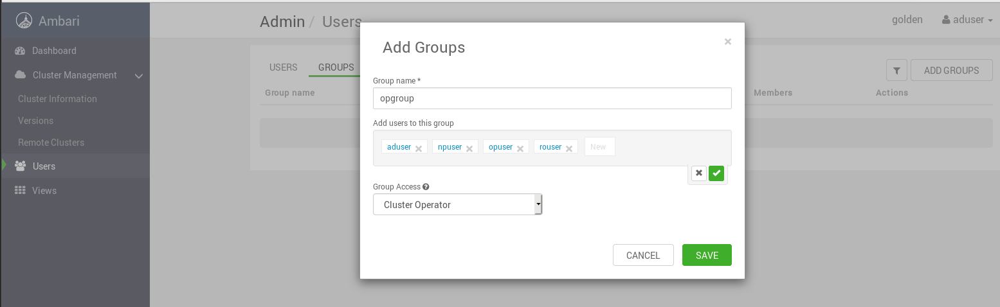 Ambari
Admin / Users
golden
aduser
Dashboard
Cluster Management
Cluster Information
Versions
Remote Clusters
Users
Views
USERS
GROUPS
ADD GROUPS
Group name
Members
Actions
Add Groups
×
Group name *
opgroup
Add users to this group
aduser × npuser × opuser × rouser × New
Group Access
Cluster Operator
CANCEL
SAVE